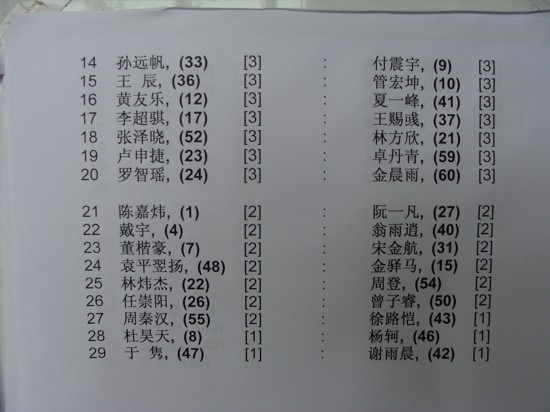 14 孙远帆, (33) [3] : 付震宇, (9) [3]
15 王 辰, (36) [3] : 管宏坤, (10) [3]
16 黄友乐, (12) [3] : 夏一峰, (41) [3]
17 李超骐, (17) [3] : 王赐彧, (37) [3]
18 张泽晓, (52) [3] : 林方欣, (21) [3]
19 卢申捷, (23) [3] : 卓丹青, (59) [3]
20 罗智瑶, (24) [3] : 金晨雨, (60) [3]
21 陈嘉炜, (1) [2] : 阮一凡, (27) [2]
22 戴宇, (4) [2] : 翁雨逍, (40) [2]
23 董楷豪, (7) [2] : 宋金航, (31) [2]
24 袁平翌扬, (48) [2] : 金驿马, (15) [2]
25 林炜杰, (22) [2] : 周登, (54) [2]
26 任崇阳, (26) [2] : 曾子睿, (50) [2]
27 周秦汉, (55) [2] : 徐路恺, (43) [1]
28 杜昊天, (8) [1] : 杨轲, (46) [1]
29 于 隽, (47) [1] : 谢雨晨, (42) [1]